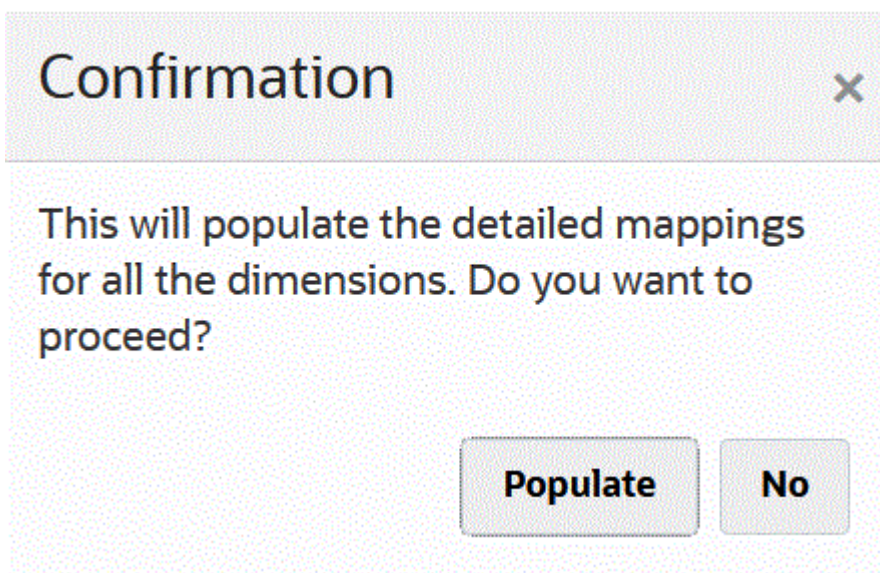 Confirmation
This will populate the detailed mappings
for all the dimensions. Do you want to
proceed?
Populate No